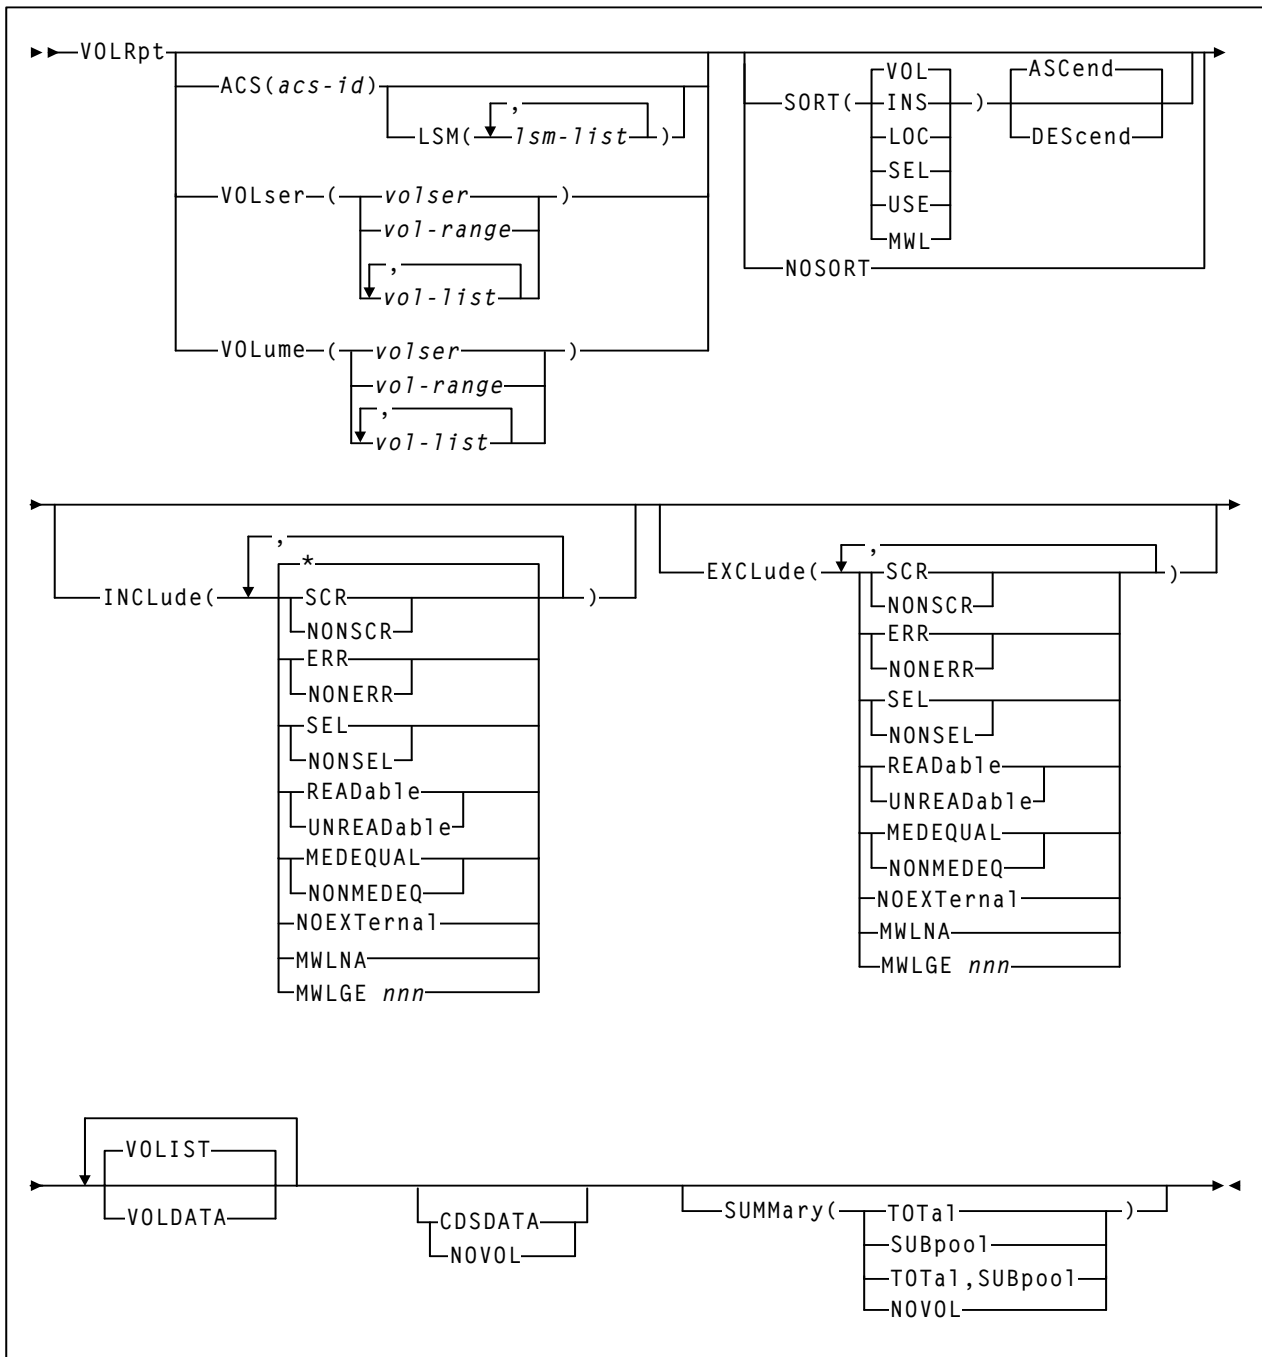 VOLRpt
ACS(acs-id)
,
LSM( lsm-list )
VOLser ( volser )
vol-range
,
vol-list
VOLume ( volser )
vol-range
,
vol-list
SORT( VOL )
INS
LOC
SEL
USE
MWL
ASCend
DEScend
NOSORT
INCLude( , )
*
SCR
NONSCR
ERR
NONERR
SEL
NONSEL
READable
UNREADable
MEDEQUAL
NONMEDEQ
NOEXTernal
MWLNA
MWLGE nnn
EXCLude( , )
SCR
NONSCR
ERR
NONERR
SEL
NONSEL
READable
UNREADable
MEDEQUAL
NONMEDEQ
NOEXTernal
MWLNA
MWLGE nnn
VOLIST
VOLDATA
CDSDATA
NOVOL
SUMMary( TOTal )
SUBpool
TOTal,SUBpool
NOVOL